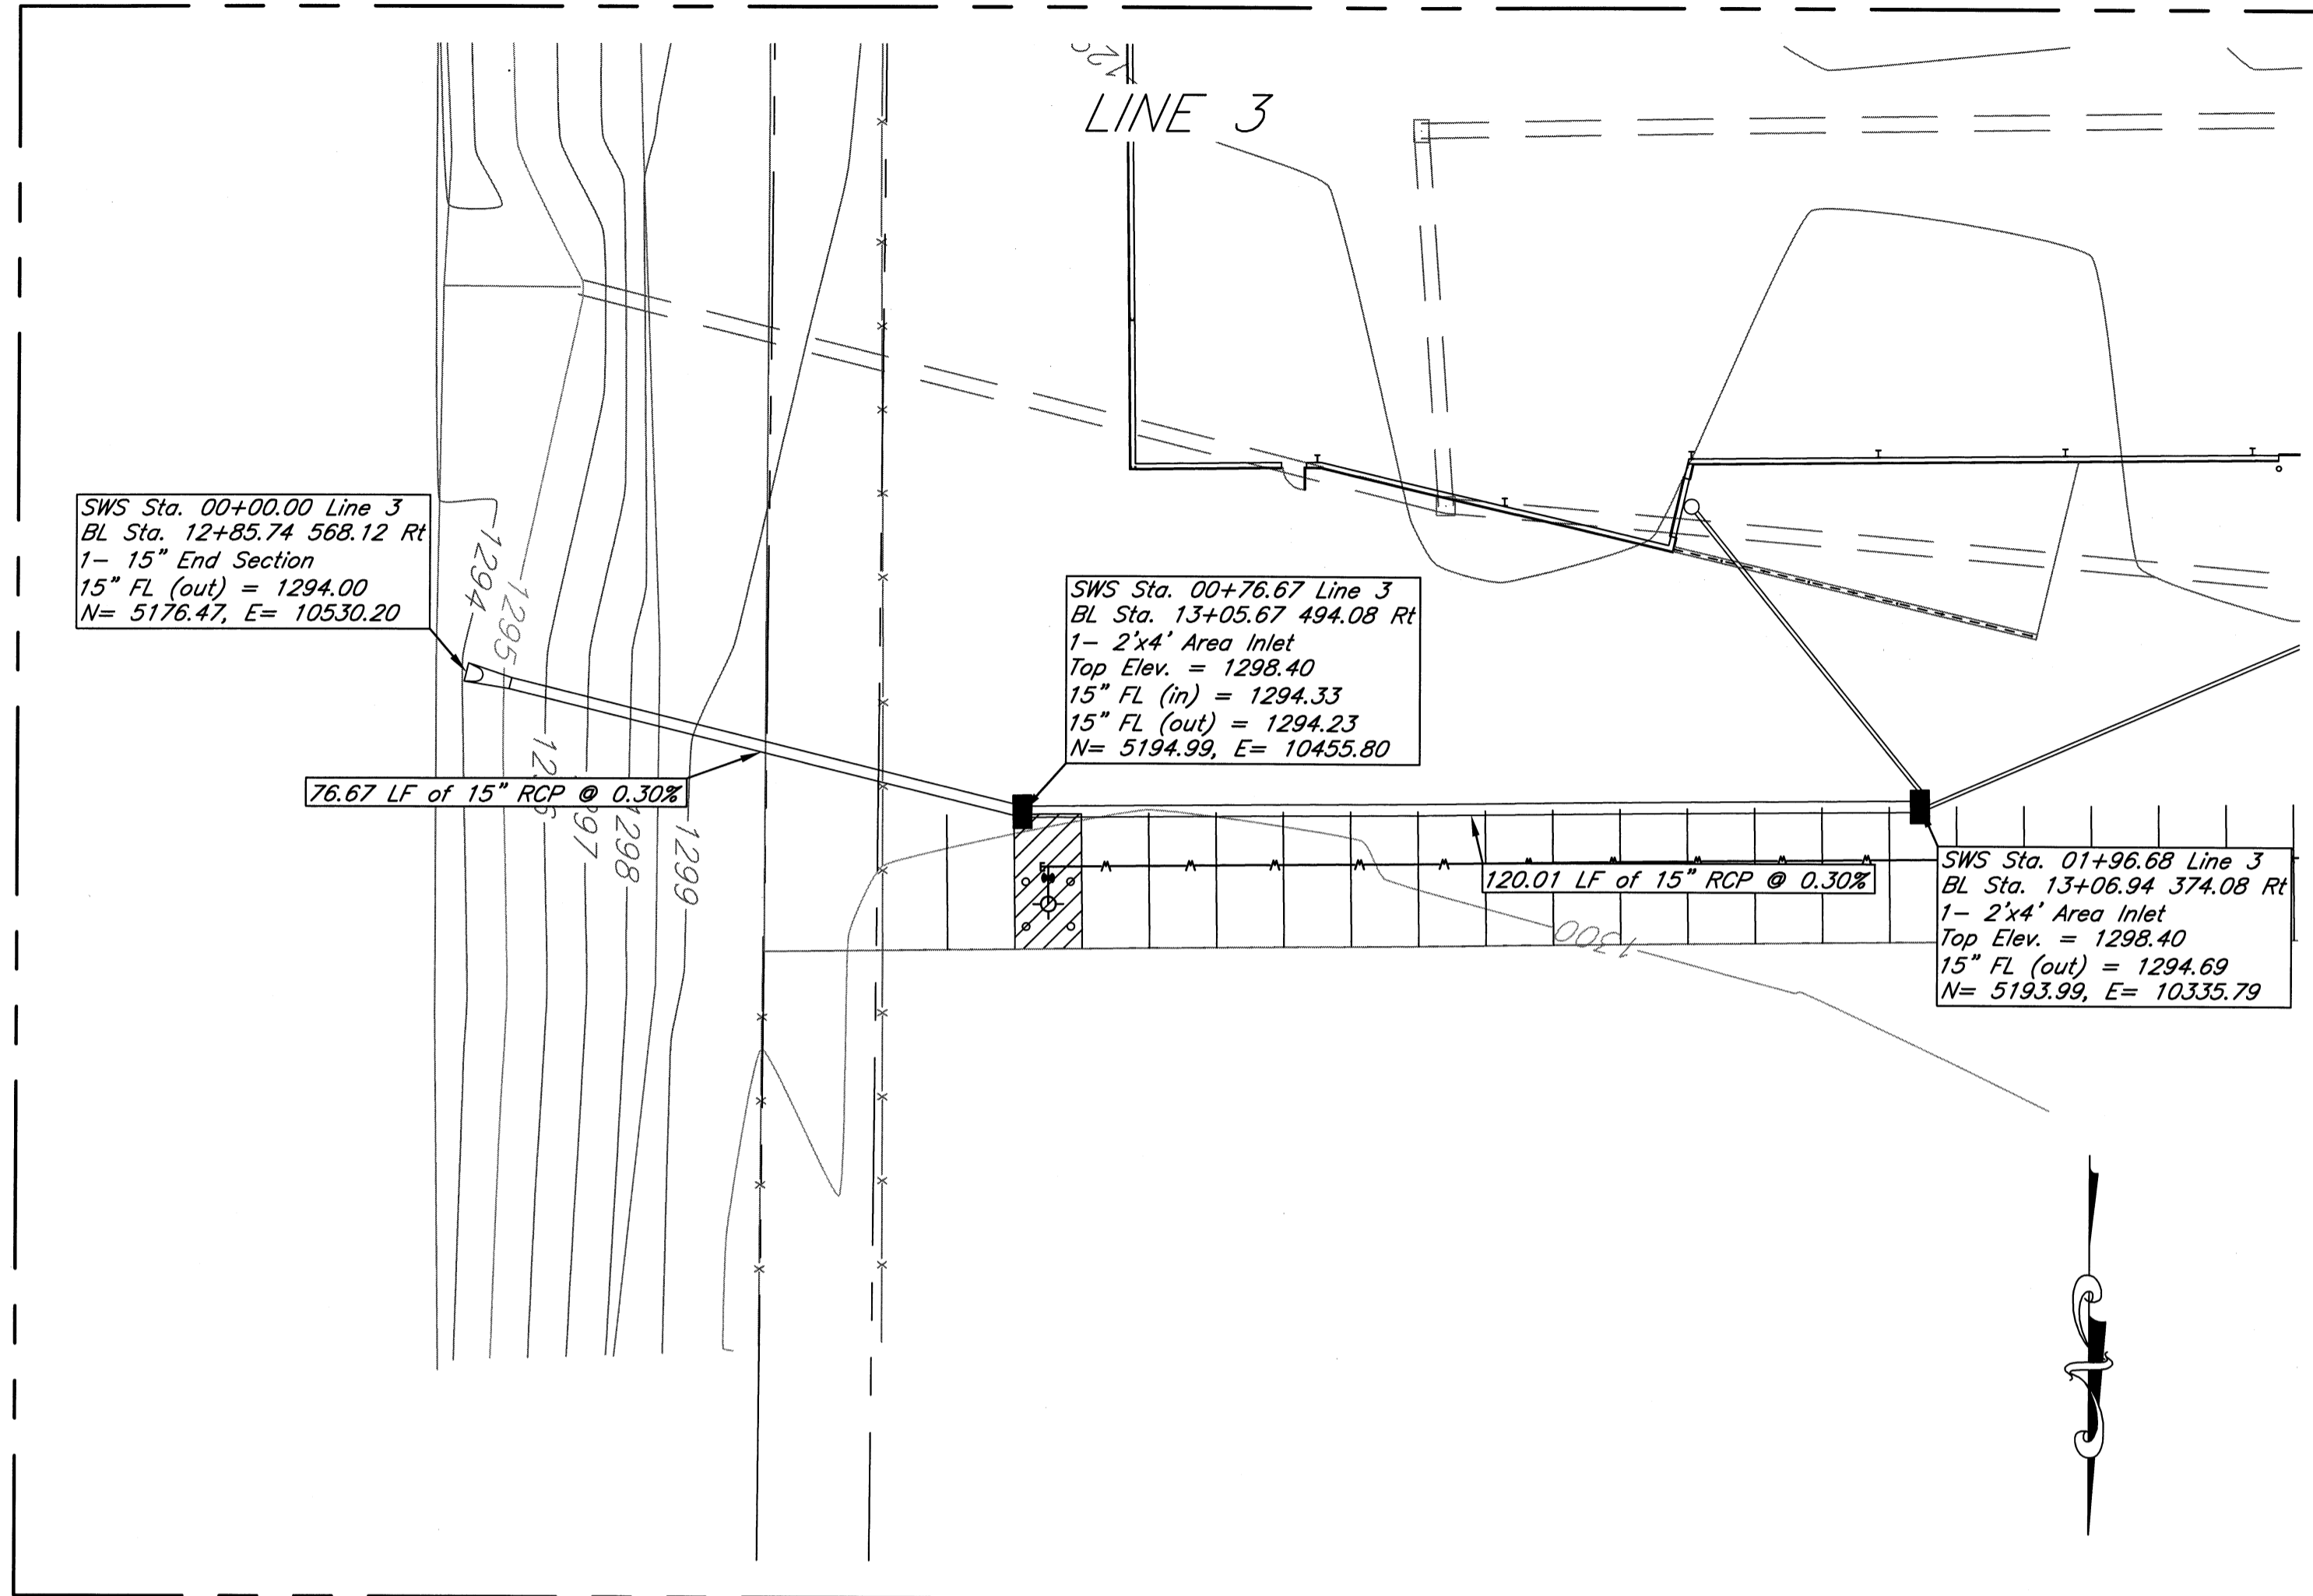 LINE 3
SWS Sta. 00+00.00 Line 3
BL Sta. 12+85.74 568.12 Rt
1- 15" End Section
15" FL (out) = 1294.00
N= 5176.47, E= 10530.20
SWS Sta. 00+76.67 Line 3
BL Sta. 13+05.67 494.08 Rt
1- 2'x4' Area Inlet
Top Elev. = 1298.40
15" FL (in) = 1294.33
15" FL (out) = 1294.23
N= 5194.99, E= 10455.80
1294
1295
76.67 LF of 15" RCP @ 0.30%
1298
1299
120.01 LF of 15" RCP @ 0.30%
1300
SWS Sta. 01+96.68 Line 3
BL Sta. 13+06.94 374.08 Rt
1- 2'x4' Area Inlet
Top Elev. = 1298.40
15" FL (out) = 1294.69
N= 5193.99, E= 10335.79